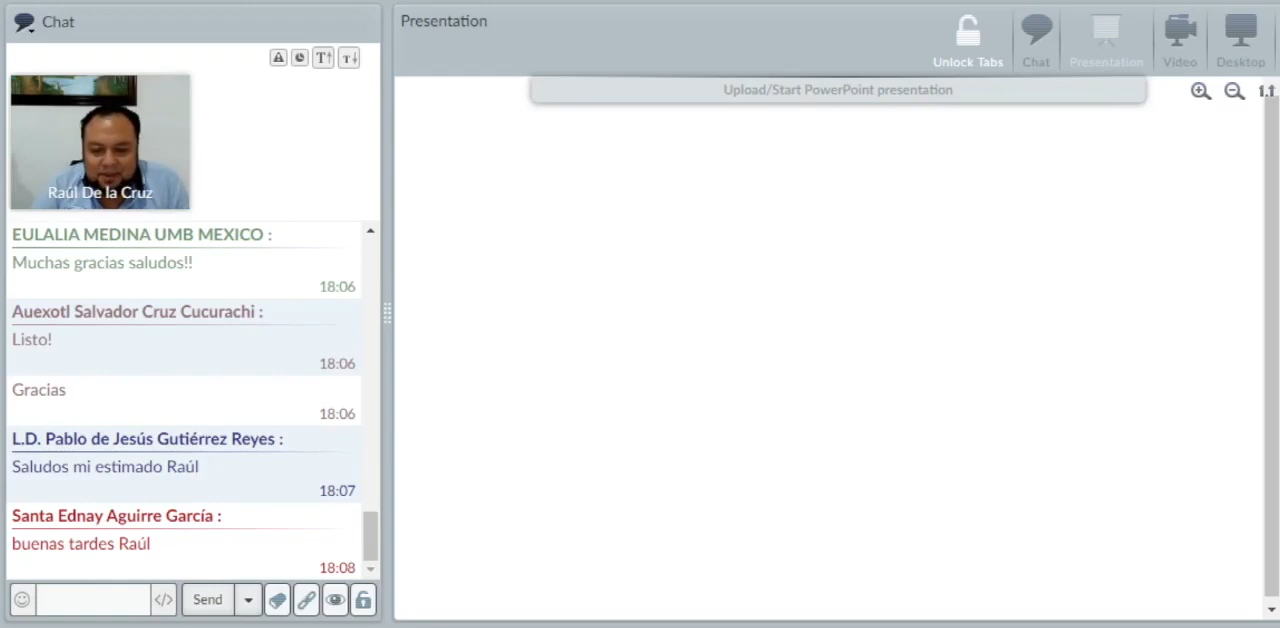 Chat
Raúl De la Cruz
EULALIA MEDINA UMB MEXICO :
Muchas gracias saludos!!
18:06
Auexotl Salvador Cruz Cucurachi :
Listo!
18:06
Gracias
18:06
L.D. Pablo de Jesús Gutiérrez Reyes :
Saludos mi estimado Raúl
18:07
Santa Ednay Aguirre García :
buenas tardes Raúl
18:08
Send
Presentation
Unlock Tabs
Chat
Presentation
Video
Desktop
Upload/Start PowerPoint presentation
1:1